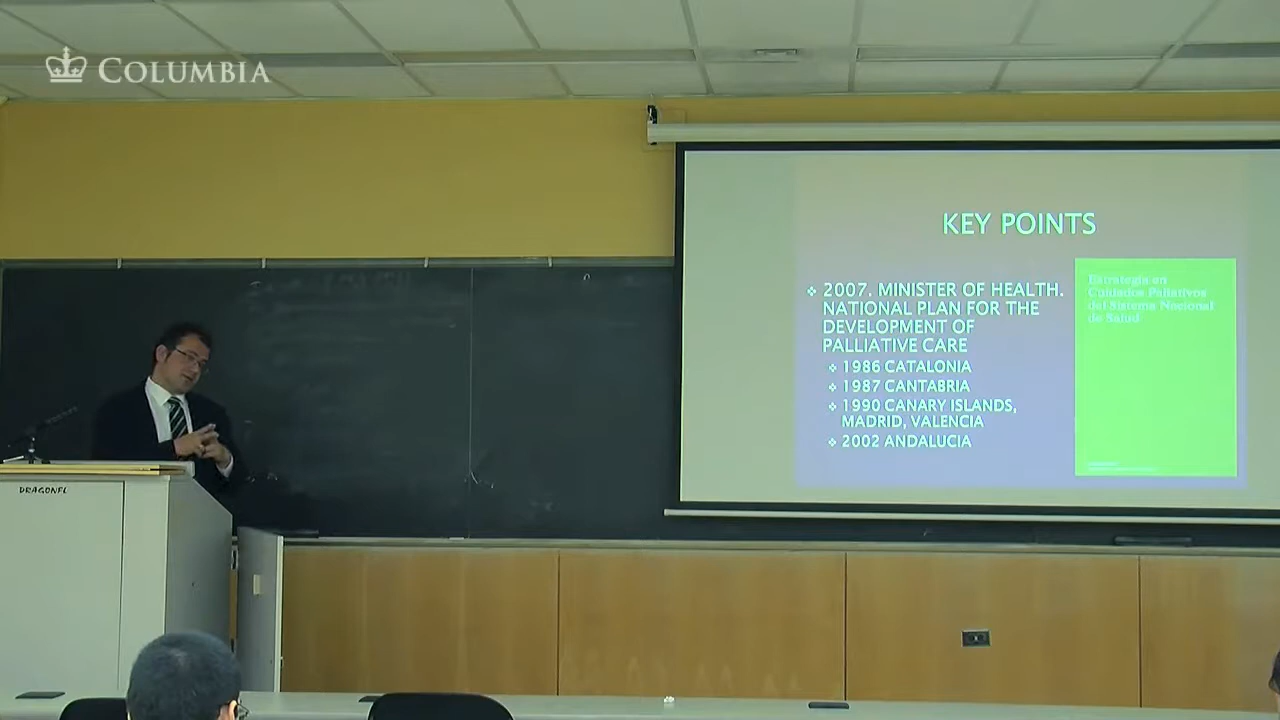 COLUMBIA
KEY POINTS
❖ 2007. MINISTER OF HEALTH.
NATIONAL PLAN FOR THE
DEVELOPMENT OF
PALLIATIVE CARE
❖ 1986 CATALONIA
❖ 1987 CANTABRIA
❖ 1990 CANARY ISLANDS,
MADRID, VALENCIA
❖ 2002 ANDALUCIA
Estrategia en
Cuidados Paliativos
del Sistema Nacional
de Salud
DRAGONFL